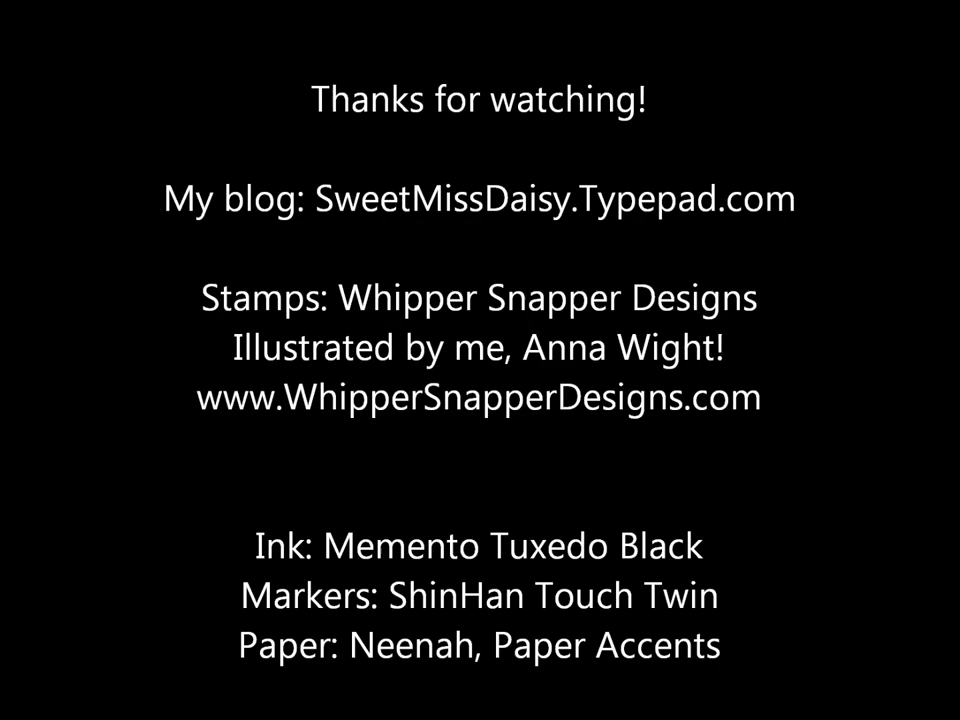 Thanks for watching!
My blog: SweetMissDaisy.Typepad.com
Stamps: Whipper Snapper Designs
Illustrated by me, Anna Wight!
www.WhipperSnapperDesigns.com
Ink: Memento Tuxedo Black
Markers: ShinHan Touch Twin
Paper: Neenah, Paper Accents